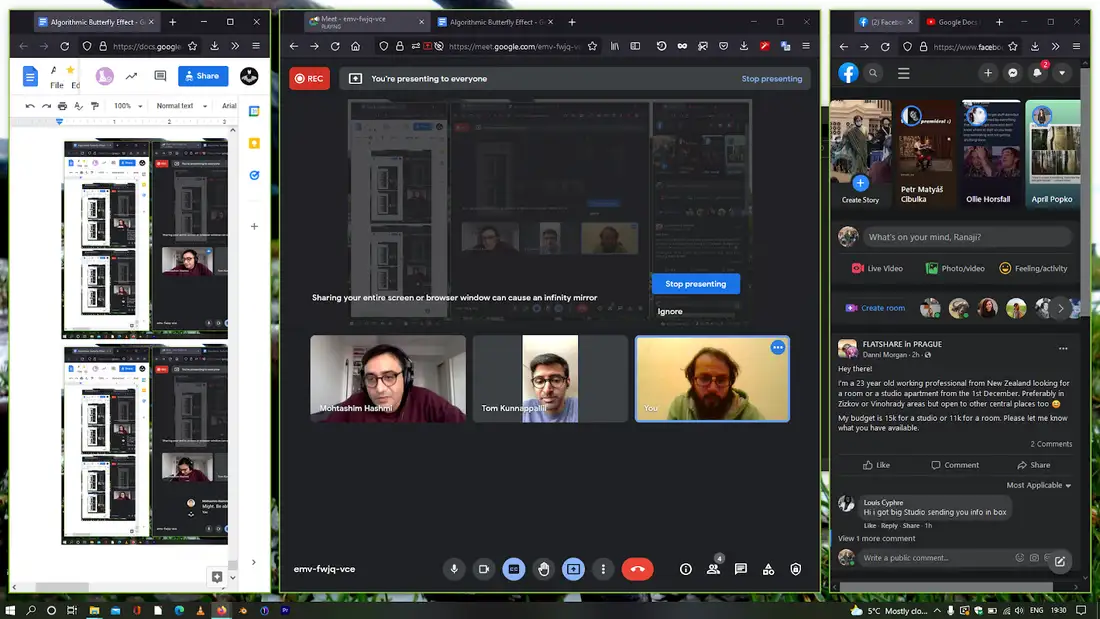 Algorithmic Butterfly Effect - G
https://docs.google
A
File Ed
Share
100%
Normal text
Arial
1
2
Meet - emv-fwjq-vce
PLAYING
Algorithmic Butterfly Effect - G
https://meet.google.com/emv-fwjq-v
REC
You're presenting to everyone
Stop presenting
Sharing your entire screen or browser window can cause an infinity mirror
Stop presenting
Ignore
Mohtashim Hashmi
Tom Kunnappallil
You
emv-fwjq-vce
4
(2) Facebook
YouTube
Google Docs
https://www.facebo
2
Create Story
premiéra! :)
Petr Matyáš
Cibulka
Ollie Horsfall
April Popko
What's on your mind, Ranaji?
Live Video
Photo/video
Feeling/activity
Create room
FLATSHARE in PRAGUE
Danni Morgan · 2h ·
Hey there!
I'm a 23 year old working professional from New Zealand looking for
a room or a studio apartment from the 1st December. Preferably in
Zizkov or Vinohrady areas but open to other central places too 😄
My budget is 15k for a studio or 11k for a room. Please let me know
what you have available.
2 Comments
Like
Comment
Share
Most Applicable
Louis Cyphre
Hi i got big Studio sending you info in box
Like · Reply · Share · 1h
View 1 more comment
Write a public comment...
5°C Mostly clo...
ENG
19:30